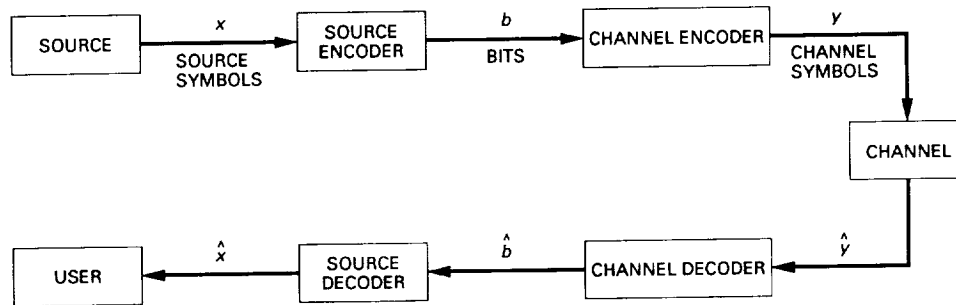 x
b
y
SOURCE
SOURCE
ENCODER
CHANNEL ENCODER
SOURCE
SYMBOLS
BITS
CHANNEL
SYMBOLS
CHANNEL
x̂
b̂
ŷ
USER
SOURCE
DECODER
CHANNEL DECODER